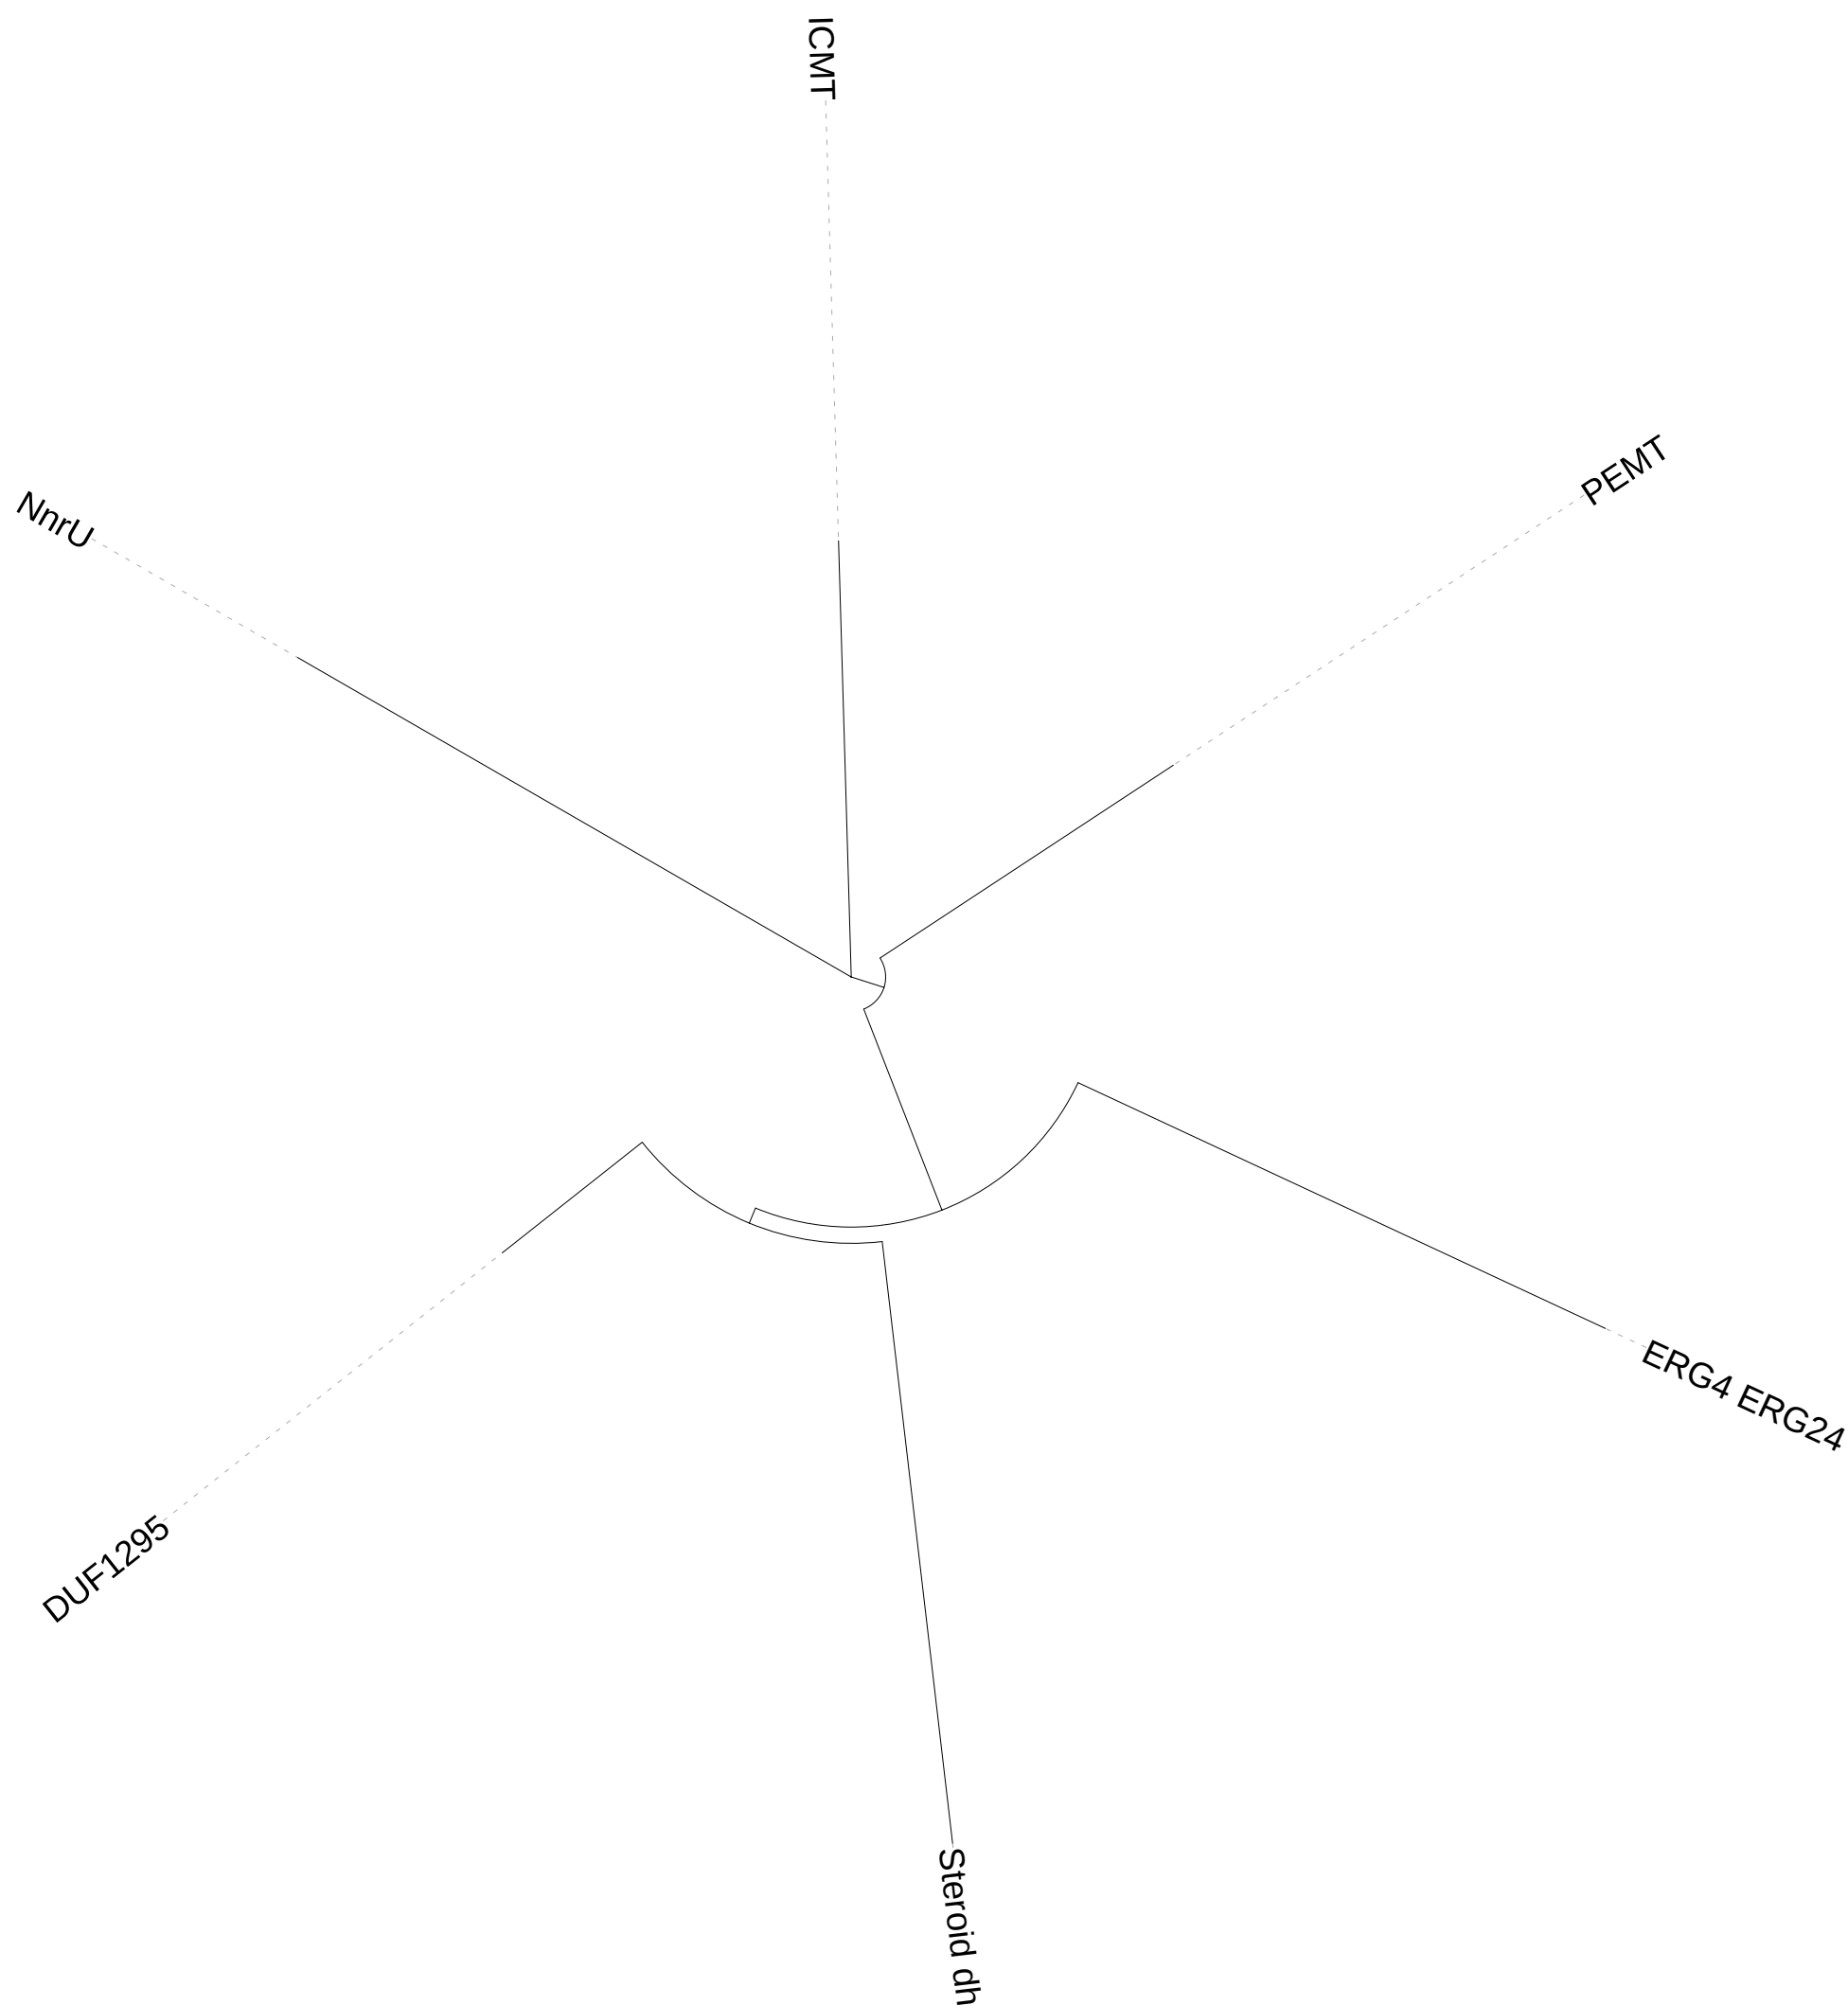 ICMT
PEMT
NnrU
ERG4 ERG24
DUF1295
Steroid dh